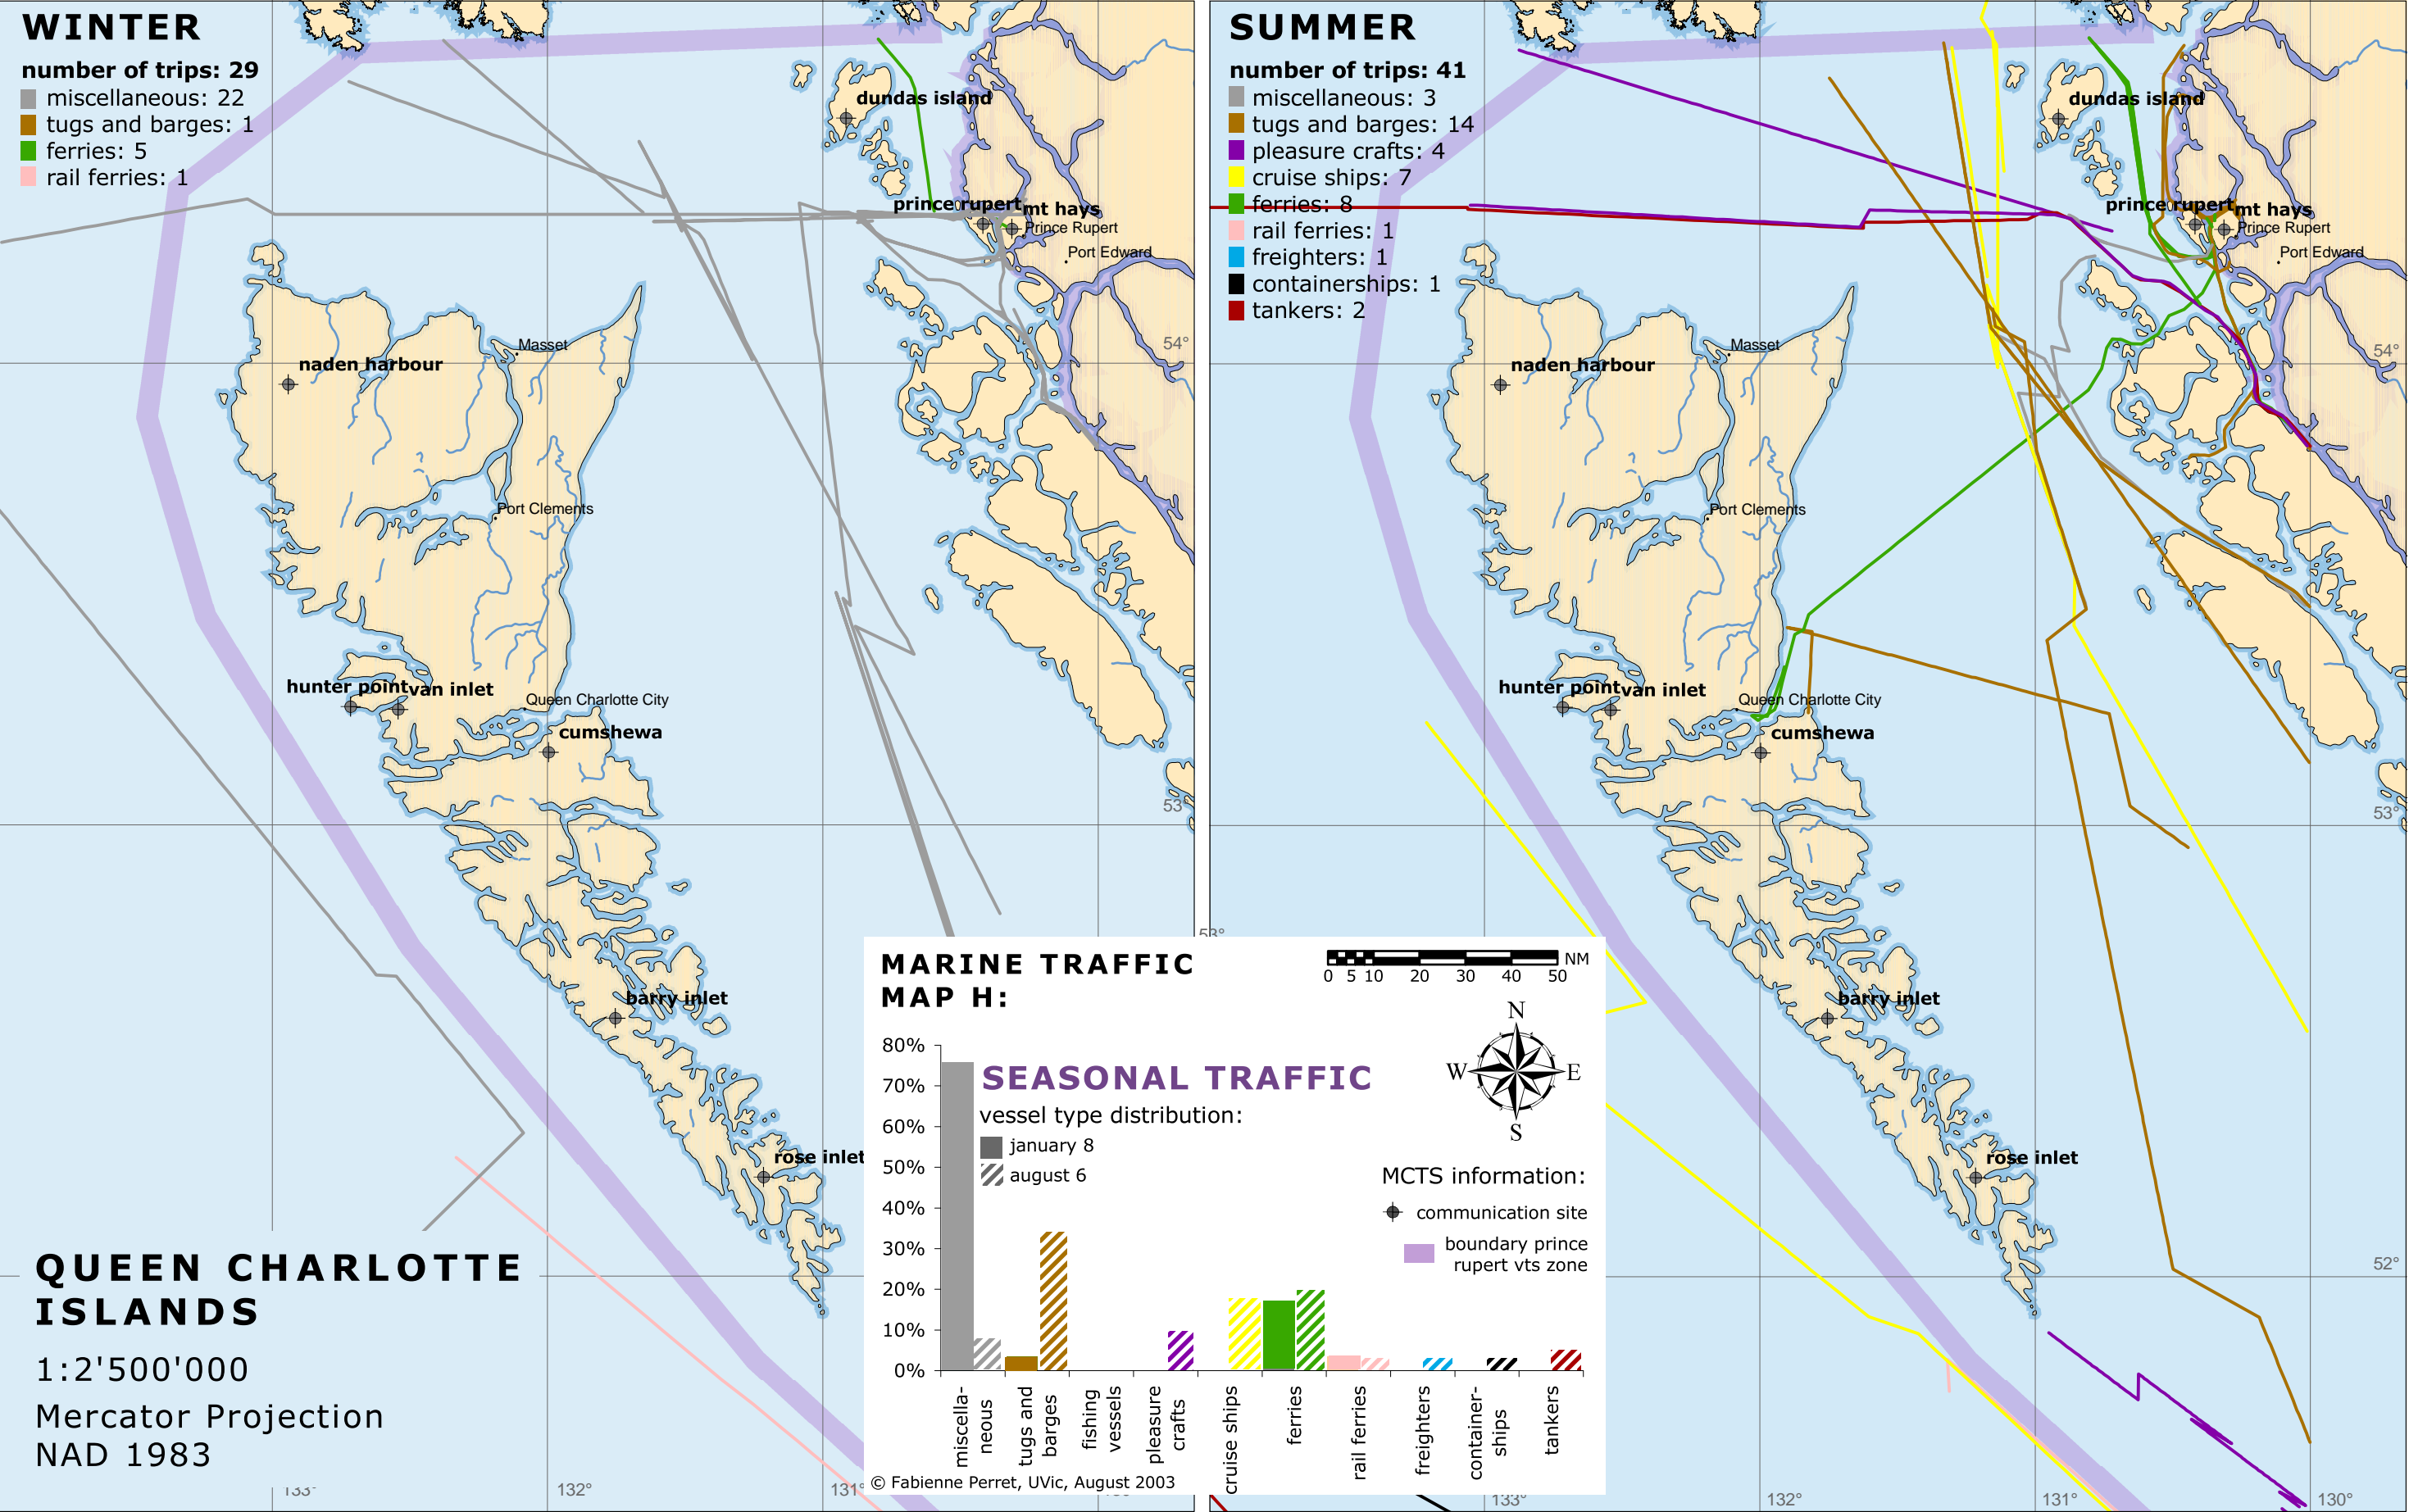 WINTER
number of trips: 29
miscellaneous: 22
tugs and barges: 1
ferries: 5
rail ferries: 1
dundas island
prince rupert
mt hays
Prince Rupert
Port Edward
54°
Masset
naden harbour
Port Clements
hunter point
van inlet
Queen Charlotte City
cumshewa
53°
barry inlet
rose inlet
QUEEN CHARLOTTE
ISLANDS
1:2'500'000
Mercator Projection
NAD 1983
133°
132°
131°
SUMMER
number of trips: 41
miscellaneous: 3
tugs and barges: 14
pleasure crafts: 4
cruise ships: 7
ferries: 8
rail ferries: 1
freighters: 1
containerships: 1
tankers: 2
dundas island
prince rupert
mt hays
Prince Rupert
Port Edward
54°
Masset
naden harbour
Port Clements
hunter point
van inlet
Queen Charlotte City
cumshewa
53°
53°
barry inlet
rose inlet
52°
133°
132°
131°
130°
MARINE TRAFFIC
MAP H:
0 5 10 20 30 40 50 NM
N
W E
S
SEASONAL TRAFFIC
vessel type distribution:
january 8
august 6
80%
70%
60%
50%
40%
30%
20%
10%
0%
miscella-
neous
tugs and
barges
fishing
vessels
pleasure
crafts
cruise ships
ferries
rail ferries
freighters
container-
ships
tankers
MCTS information:
communication site
boundary prince
rupert vts zone
© Fabienne Perret, UVic, August 2003